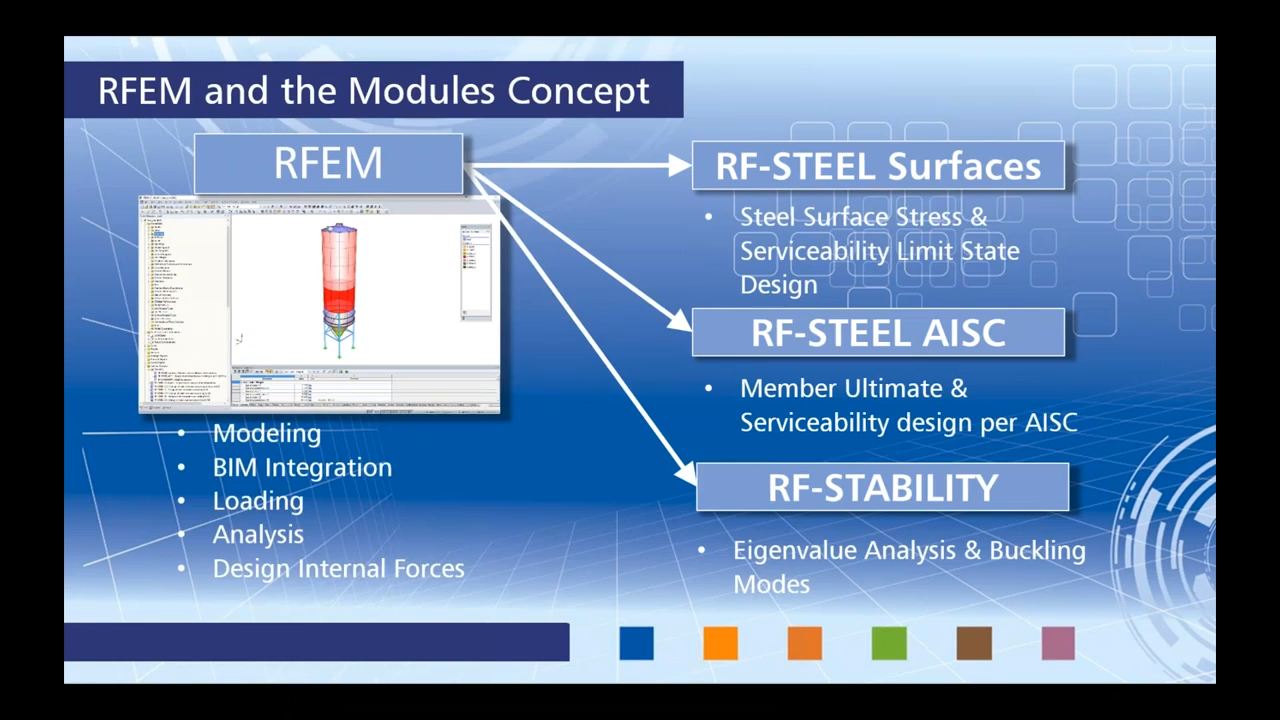 RFEM and the Modules Concept
RFEM
• Modeling
• BIM Integration
• Loading
• Analysis
• Design Internal Forces
RF-STEEL Surfaces
• Steel Surface Stress &
Serviceability Limit State
Design
RF-STEEL AISC
• Member Ultimate &
Serviceability design per AISC
RF-STABILITY
• Eigenvalue Analysis & Buckling
Modes